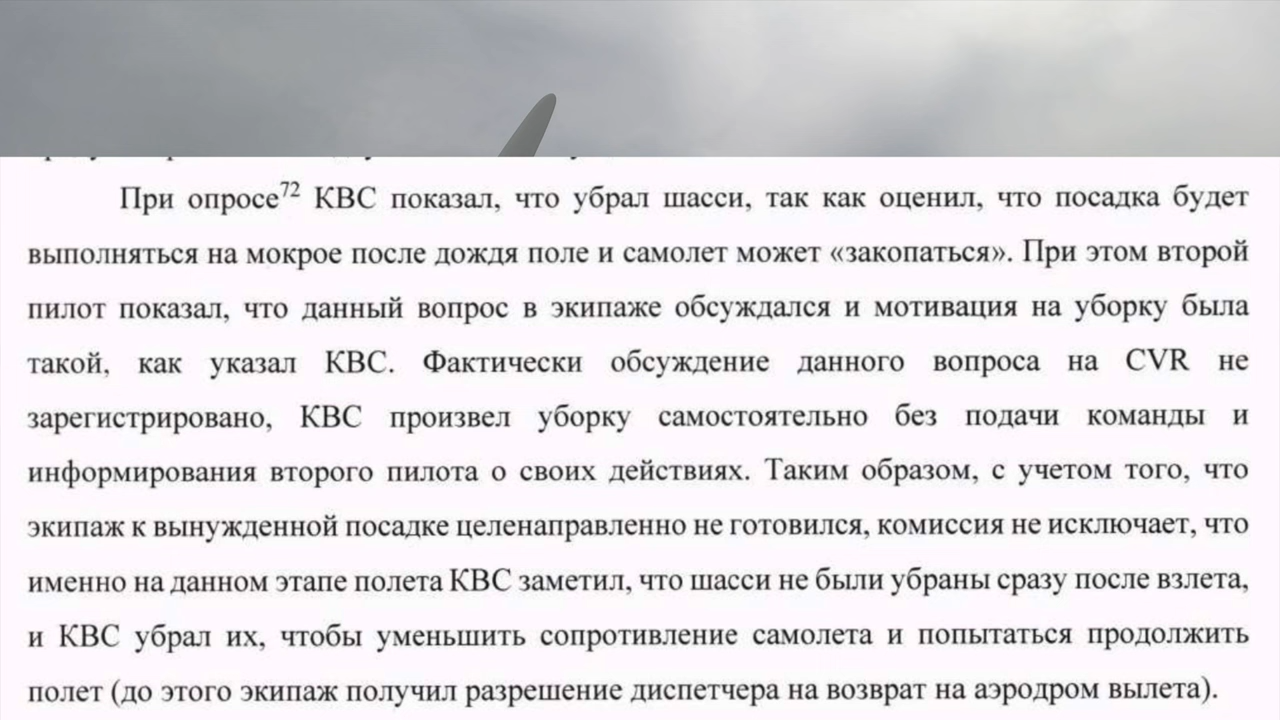 При опросе72 КВС показал, что убрал шасси, так как оценил, что посадка будет
выполняться на мокрое после дождя поле и самолет может «закопаться». При этом второй
пилот показал, что данный вопрос в экипаже обсуждался и мотивация на уборку была
такой, как указал КВС. Фактически обсуждение данного вопроса на CVR не
зарегистрировано, КВС произвел уборку самостоятельно без подачи команды и
информирования второго пилота о своих действиях. Таким образом, с учетом того, что
экипаж к вынужденной посадке целенаправленно не готовился, комиссия не исключает, что
именно на данном этапе полета КВС заметил, что шасси не были убраны сразу после взлета,
и КВС убрал их, чтобы уменьшить сопротивление самолета и попытаться продолжить
полет (до этого экипаж получил разрешение диспетчера на возврат на аэродром вылета).